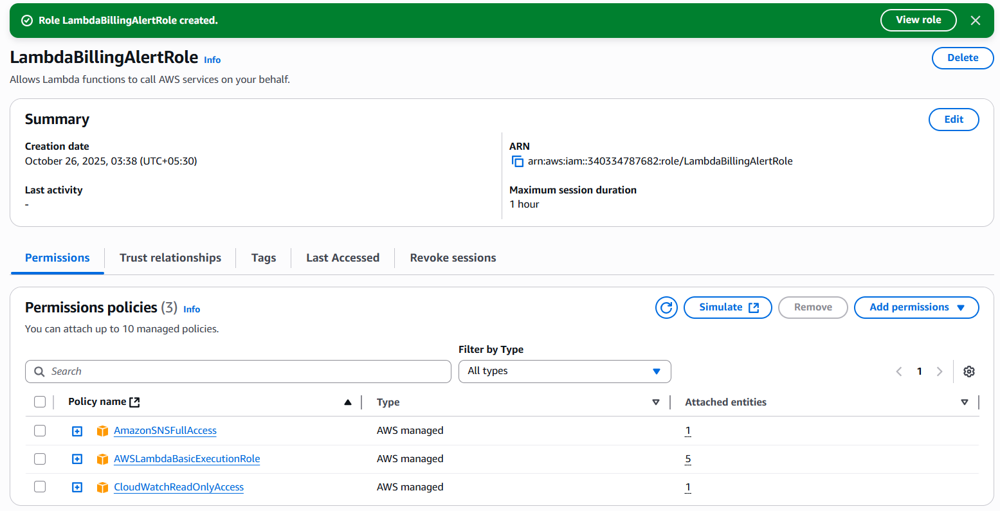 Role LambdaBillingAlertRole created.
View role
LambdaBillingAlertRole Info
Delete
Allows Lambda functions to call AWS services on your behalf.
Summary
Edit
Creation date
October 26, 2025, 03:38 (UTC+05:30)
ARN
arn:aws:iam::340334787682:role/LambdaBillingAlertRole
Last activity
-
Maximum session duration
1 hour
Permissions
Trust relationships
Tags
Last Accessed
Revoke sessions
Permissions policies (3) Info
Simulate
Remove
Add permissions
You can attach up to 10 managed policies.
Filter by Type
Search
All types
1
Policy name
Type
Attached entities
AmazonSNSFullAccess
AWS managed
1
AWSLambdaBasicExecutionRole
AWS managed
5
CloudWatchReadOnlyAccess
AWS managed
1